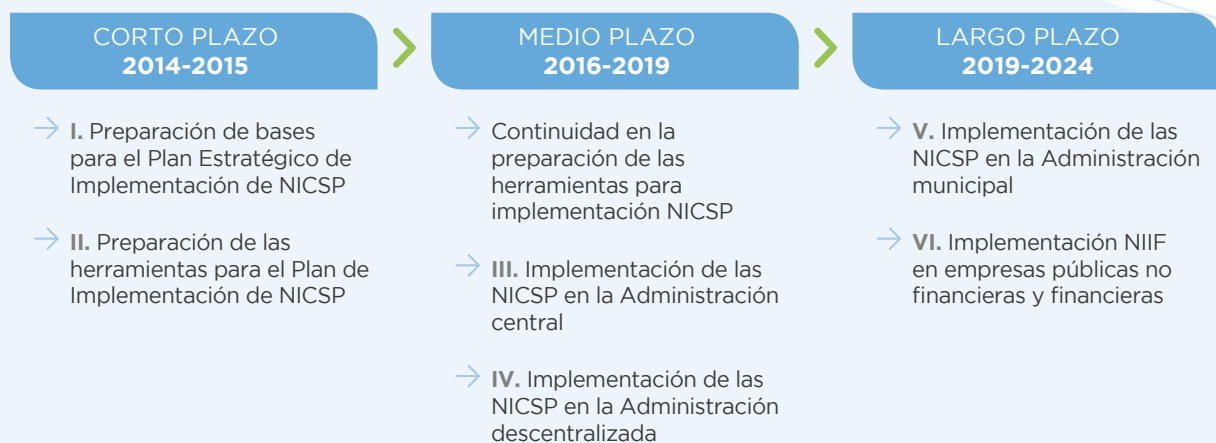 CORTO PLAZO
2014-2015
I. Preparación de bases
para el Plan Estratégico de
Implementación de NICSP
II. Preparación de las
herramientas para el Plan de
Implementación de NICSP
MEDIO PLAZO
2016-2019
Continuidad en la
preparación de las
herramientas para
implementación NICSP
III. Implementación de las
NICSP en la Administración
central
IV. Implementación de las
NICSP en la Administración
descentralizada
LARGO PLAZO
2019-2024
V. Implementación de las
NICSP en la Administración
municipal
VI. Implementación NIIF
en empresas públicas no
financieras y financieras